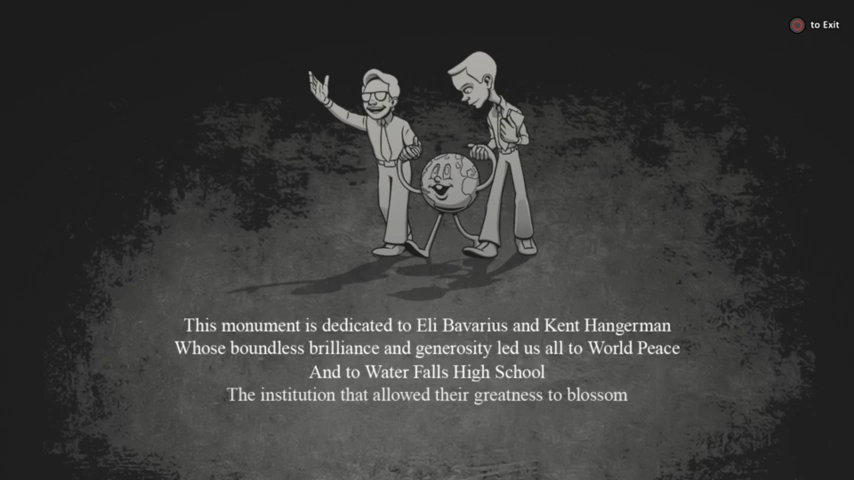 to Exit
This monument is dedicated to Eli Bavarius and Kent Hangerman
Whose boundless brilliance and generosity led us all to World Peace
And to Water Falls High School
The institution that allowed their greatness to blossom